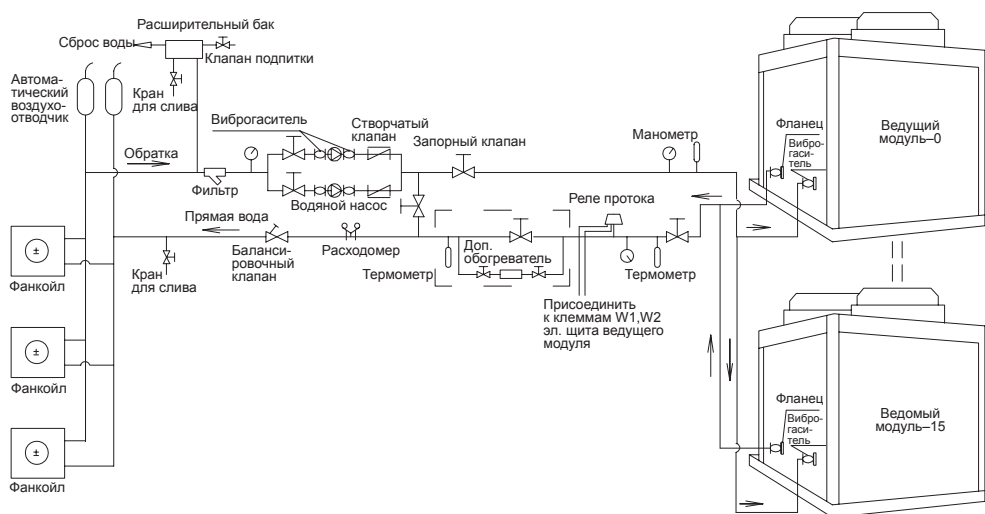 Расширительный бак
Сброс воды
Клапан подпитки
Автома-
тический
воздухо-
отводчик
Кран
для слива
Виброгаситель
Створчатый
клапан
Запорный клапан
Манометр
Фланец
Вибро-
гаси-
тель
Ведущий
модуль–0
Обратка
Фильтр
Водяной насос
Реле протока
Прямая вода
Баланси-
ровочный
клапан
Расходомер
Доп.
обогреватель
Кран
для слива
Термометр
Термометр
Фанкойл
±
Присоединить
к клеммам W1,W2
эл. щита ведущего
модуля
±
Фанкойл
Фланец
Вибро-
гаси-
тель
Ведомый
модуль–15
±
Фанкойл